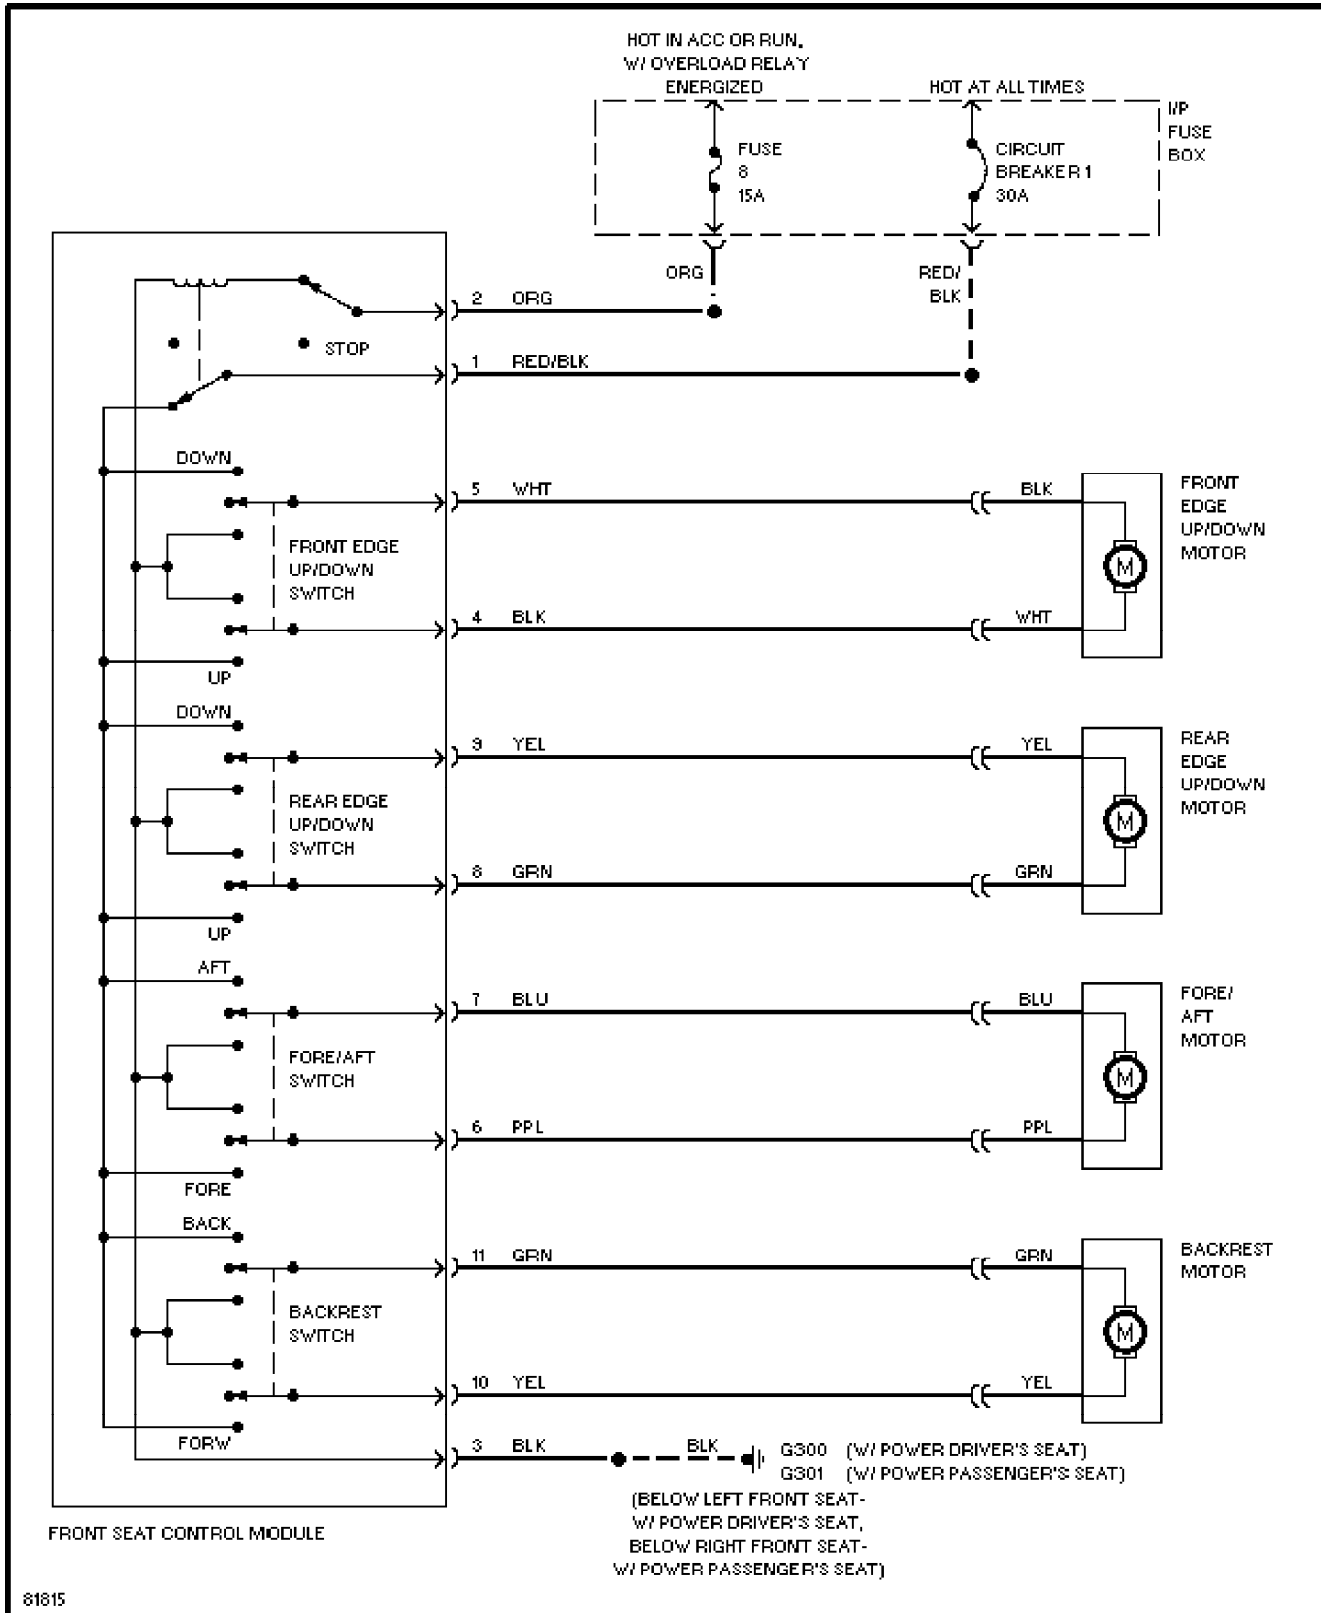 HOT IN ACC OR RUN,
W/ OVERLOAD RELAY
ENERGIZED
HOT AT ALL TIMES
I/P
FUSE
BOX
FUSE
8
15A
CIRCUIT
BREAKER 1
30A
ORG
RED/
BLK
2 ORG
STOP
1 RED/BLK
DOWN
5 WHT
BLK
FRONT
EDGE
UP/DOWN
MOTOR
FRONT EDGE
UP/DOWN
SWITCH
M
4 BLK
WHT
UP
DOWN
9 YEL
YEL
REAR
EDGE
UP/DOWN
MOTOR
REAR EDGE
UP/DOWN
SWITCH
M
8 GRN
GRN
UP
AFT
7 BLU
BLU
FORE/
AFT
MOTOR
FORE/AFT
SWITCH
M
6 PPL
PPL
FORE
BACK
11 GRN
GRN
BACKREST
MOTOR
BACKREST
SWITCH
M
10 YEL
YEL
FORW
3 BLK
BLK
G300 (W/ POWER DRIVER'S SEAT)
G301 (W/ POWER PASSENGER'S SEAT)
(BELOW LEFT FRONT SEAT-
W/ POWER DRIVER'S SEAT,
BELOW RIGHT FRONT SEAT-
W/ POWER PASSENGER'S SEAT)
FRONT SEAT CONTROL MODULE
81815